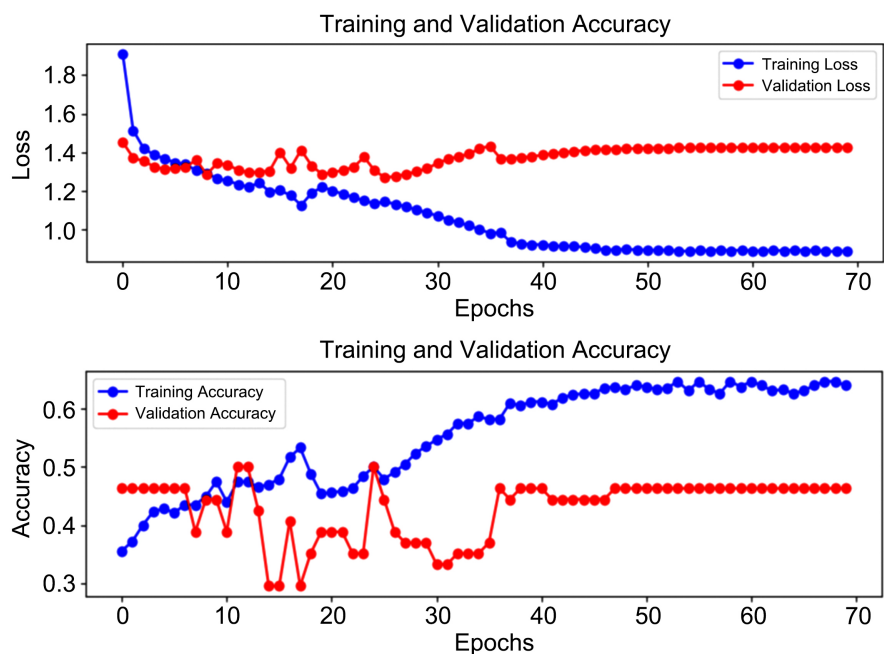 Training and Validation Accuracy
Loss
1.8
1.6
1.4
1.2
1.0
Training Loss
Validation Loss
0 10 20 30 40 50 60 70
Epochs
Training and Validation Accuracy
Accuracy
0.6
0.5
0.4
0.3
Training Accuracy
Validation Accuracy
0 10 20 30 40 50 60 70
Epochs